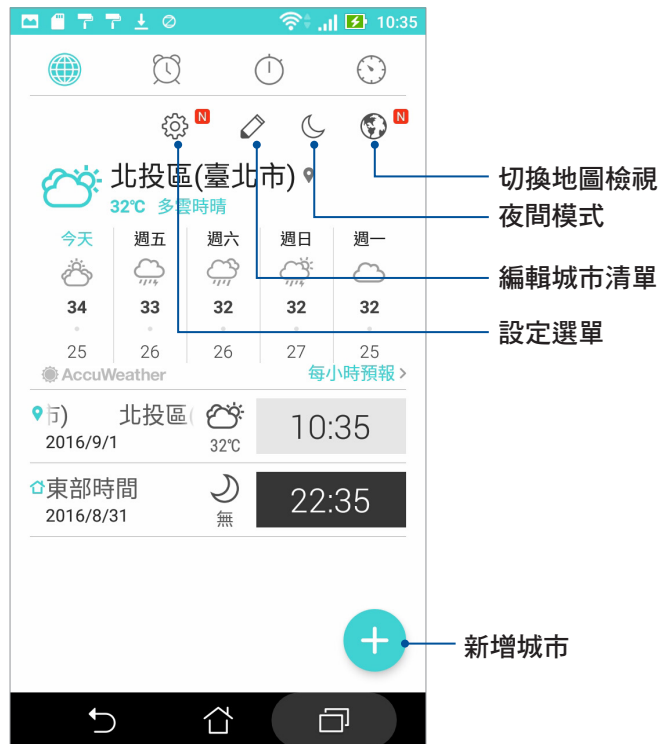 10:35
N
N
北投區(臺北市)
32℃ 多雲時晴
今天 週五 週六 週日 週一
34 33 32 32 32
25 26 26 27 25
AccuWeather 每小時預報
市) 北投區(
2016/9/1
32℃
10:35
東部時間
2016/8/31
無
22:35
切換地圖檢視
夜間模式
編輯城市清單
設定選單
新增城市